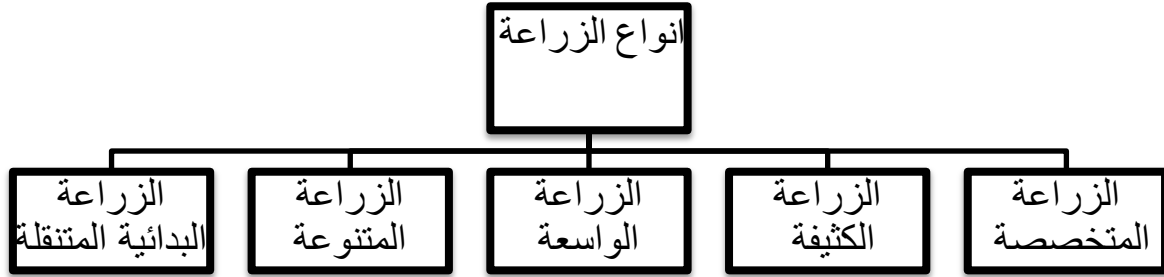 انواع الزراعة
الزراعة
المتخصصة
الزراعة
الكثيفة
الزراعة
الواسعة
الزراعة
المتنوعة
الزراعة
البدائية المتنقلة